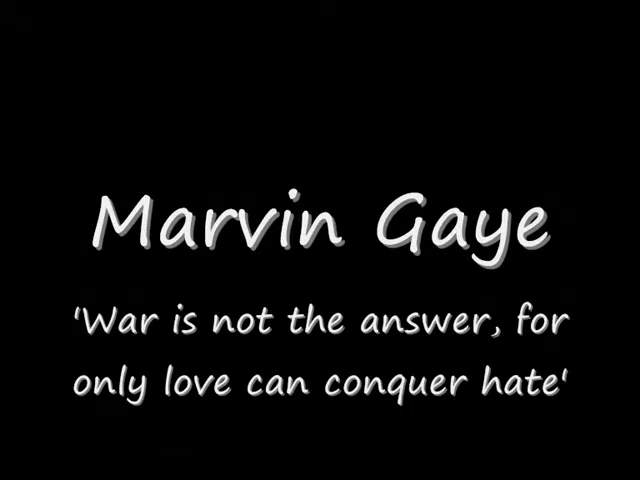 Marvin Gaye
'War is not the answer, for
only love can conquer hate'